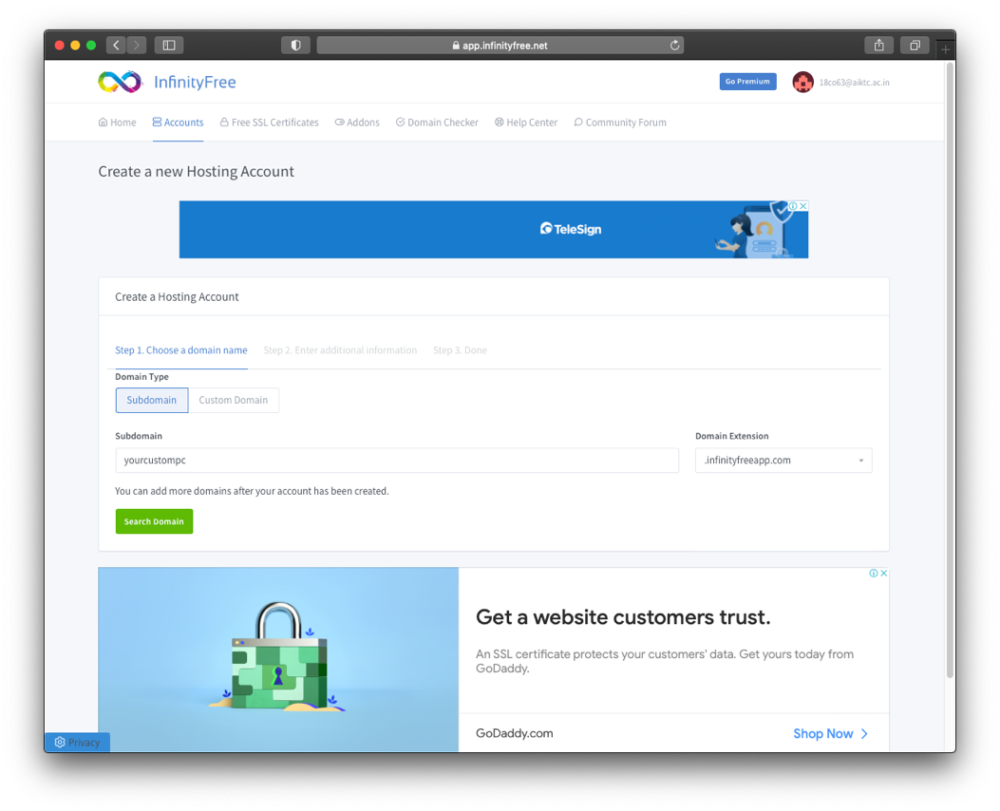 app.infinityfree.net
InfinityFree
Go Premium
18co63@aiktc.ac.in
Home
Accounts
Free SSL Certificates
Addons
Domain Checker
Help Center
Community Forum
Create a new Hosting Account
TeleSign
Create a Hosting Account
Step 1. Choose a domain name
Step 2. Enter additional information
Step 3. Done
Domain Type
Subdomain
Custom Domain
Subdomain
Domain Extension
yourcustompc
.infinityfreeapp.com
You can add more domains after your account has been created.
Search Domain
Get a website customers trust.
An SSL certificate protects your customers' data. Get yours today from
GoDaddy.
GoDaddy.com
Shop Now
Privacy